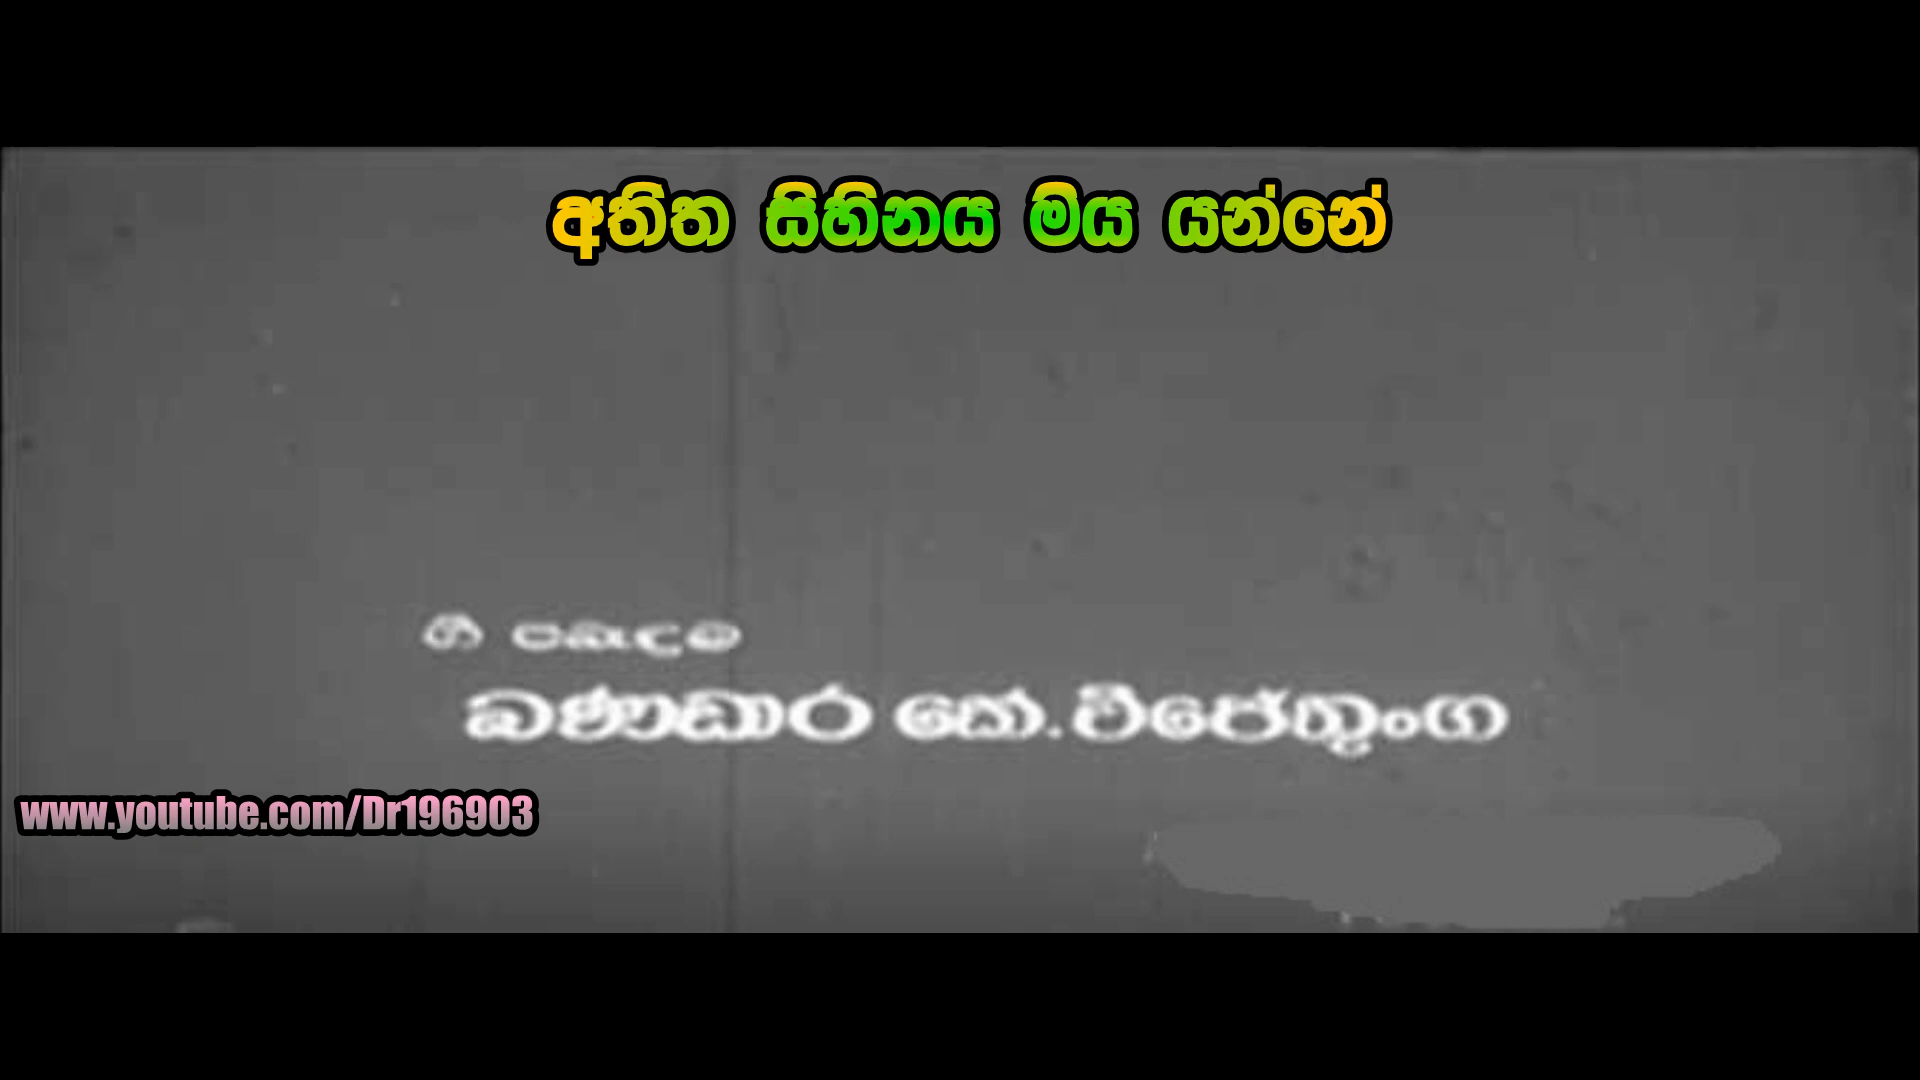 අතීත සිහිනය මිය යන්නේ
ගී පබැඳුම
බණ්ඩාර කේ.විජේතුංග
www.youtube.com/Dr196903